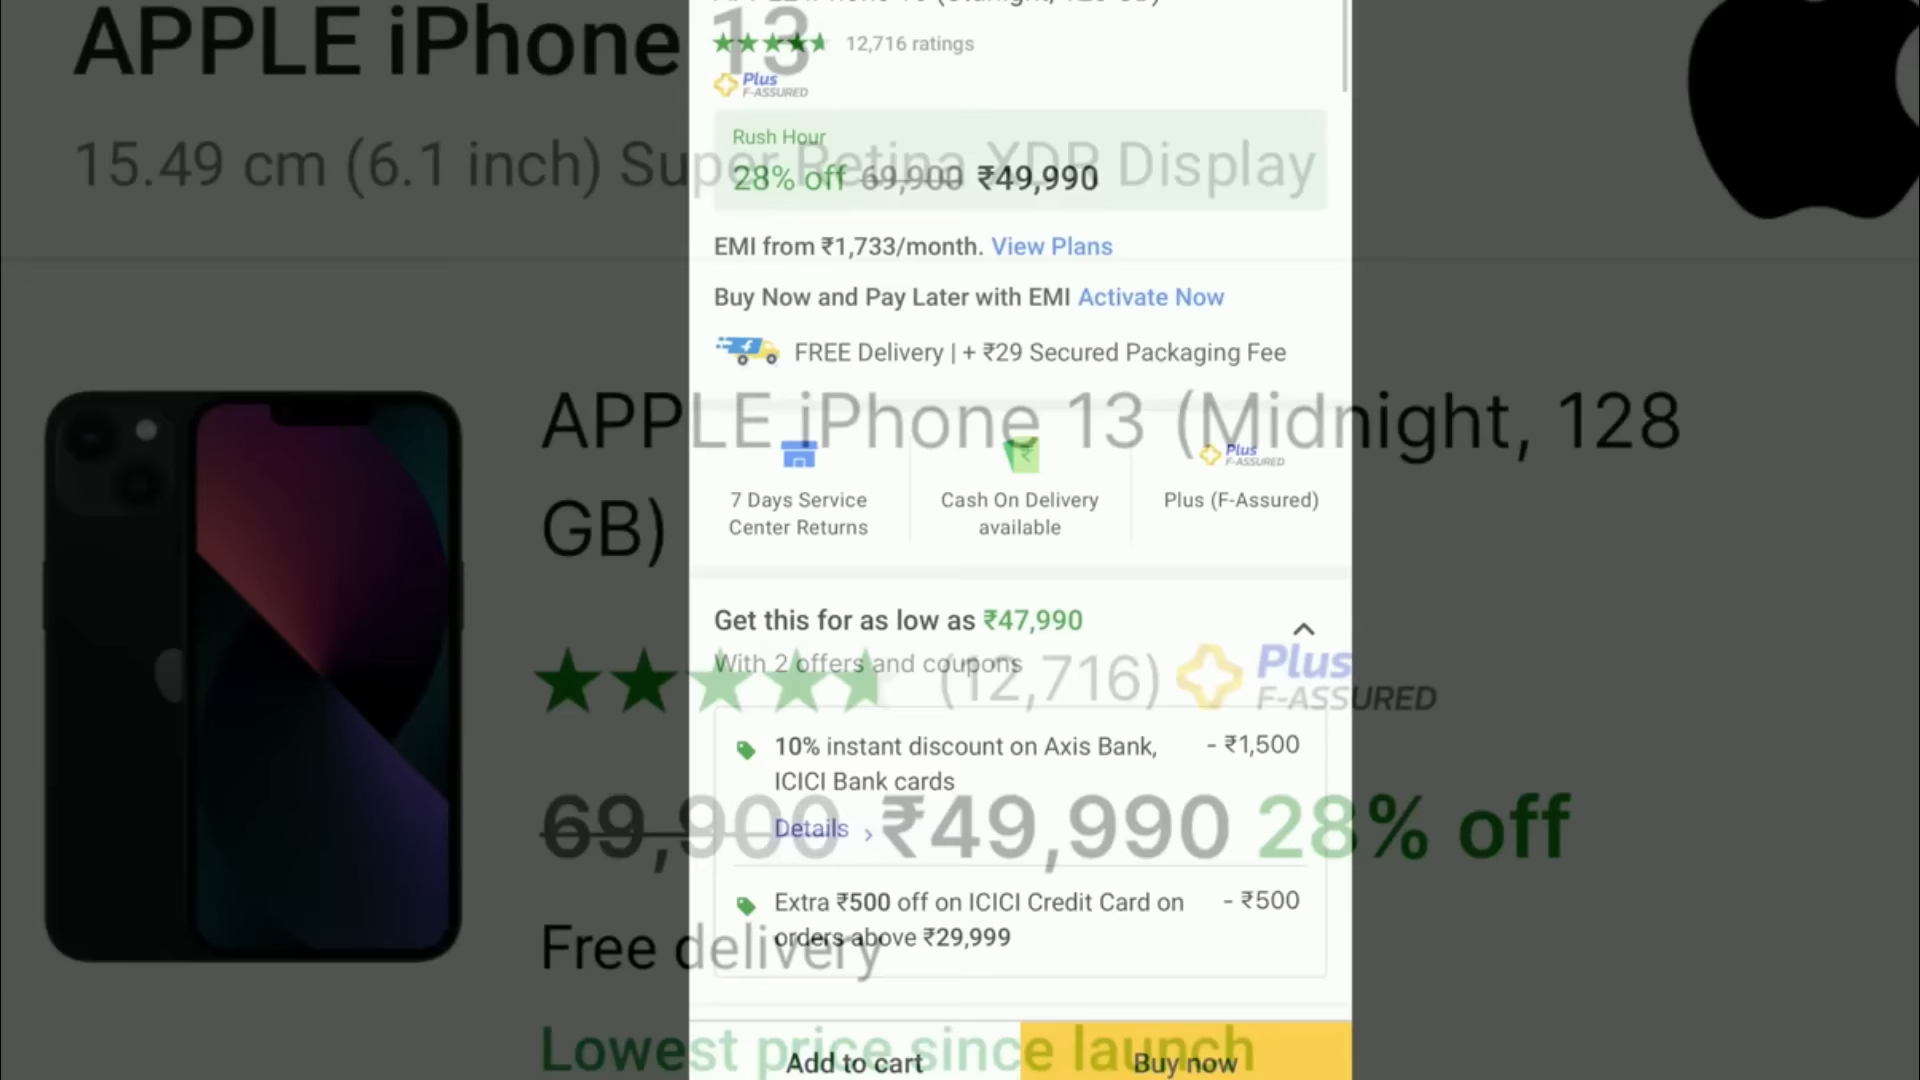 APPLE iPhone
13
15.49 cm (6.1 inch) Super Retina XDR Display
12,716 ratings
Plus
F-ASSURED
Rush Hour
28% off 69,900 ₹49,990
EMI from ₹1,733/month. View Plans
Buy Now and Pay Later with EMI Activate Now
FREE Delivery | + ₹29 Secured Packaging Fee
APPLE iPhone 13 (Midnight, 128
GB)
Plus
F-ASSURED
7 Days Service
Center Returns
Cash On Delivery
available
Plus (F-Assured)
Get this for as low as ₹47,990
With 2 offers and coupons
(12,716)
Plus
F-ASSURED
10% instant discount on Axis Bank,
ICICI Bank cards
- ₹1,500
Details
69,900 ₹49,990 28% off
Extra ₹500 off on ICICI Credit Card on
orders above ₹29,999
- ₹500
Free delivery
Lowest price since launch
Add to cart
Buy now